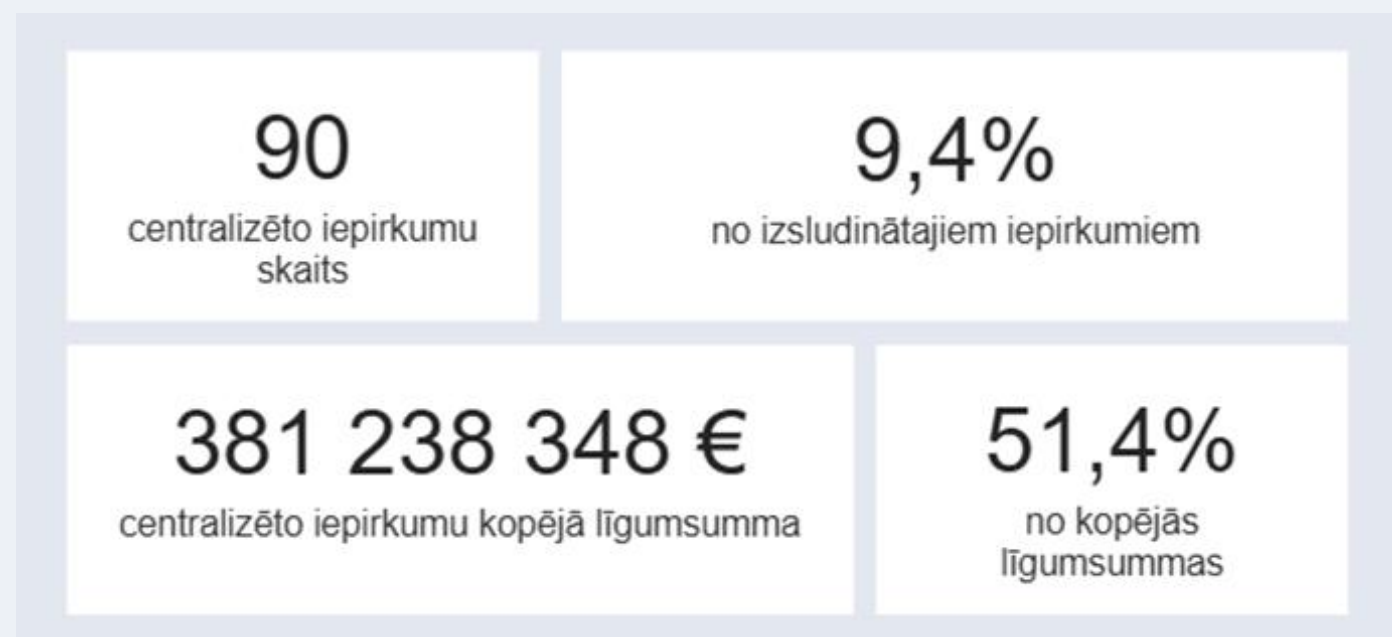 90
centralizēto iepirkumu
skaits
9,4%
no izsludinātajiem iepirkumiem
381 238 348 €
centralizēto iepirkumu kopējā līgumsumma
51,4%
no kopējās
līgumsummas